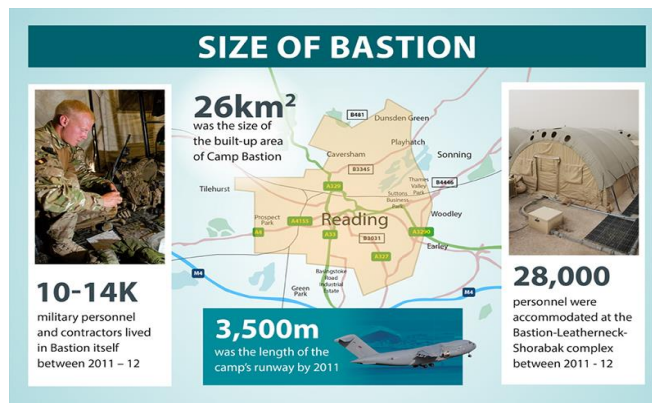 SIZE OF BASTION
26km²
was the size of
the built-up area
of Camp Bastion
10-14K
military personnel
and contractors lived
in Bastion itself
between 2011 – 12
B481
Dunsden Green
Playhatch
Caversham
Sonning
B3345
Tilehurst
A329
Thames
Valley
Park
B4446
Suttons
Business
Park
Prospect
Park
Reading
Woodley
A4155
A4
A33
B3031
A3290
Earley
A327
M4
Basingstoke
Road
Industrial
Estate
Green
Park
M4
3,500m
was the length of the
camp's runway by 2011
28,000
personnel were
accommodated at the
Bastion-Leatherneck-
Shorabak complex
between 2011 - 12